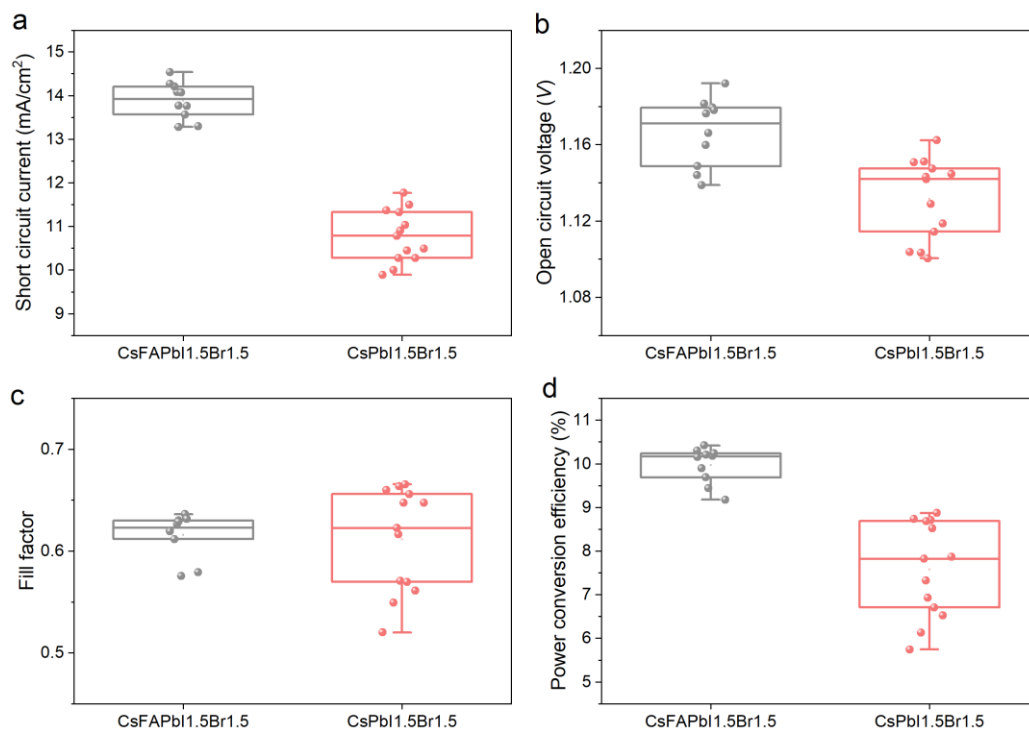 a
Short circuit current (mA/cm²)
15
14
13
12
11
10
9
CsFAPbI1.5Br1.5
CsPbI1.5Br1.5
b
Open circuit voltage (V)
1.20
1.16
1.12
1.08
CsFAPbI1.5Br1.5
CsPbI1.5Br1.5
c
Fill factor
0.7
0.6
0.5
CsFAPbI1.5Br1.5
CsPbI1.5Br1.5
d
Power conversion efficiency (%)
11
10
9
8
7
6
5
CsFAPbI1.5Br1.5
CsPbI1.5Br1.5